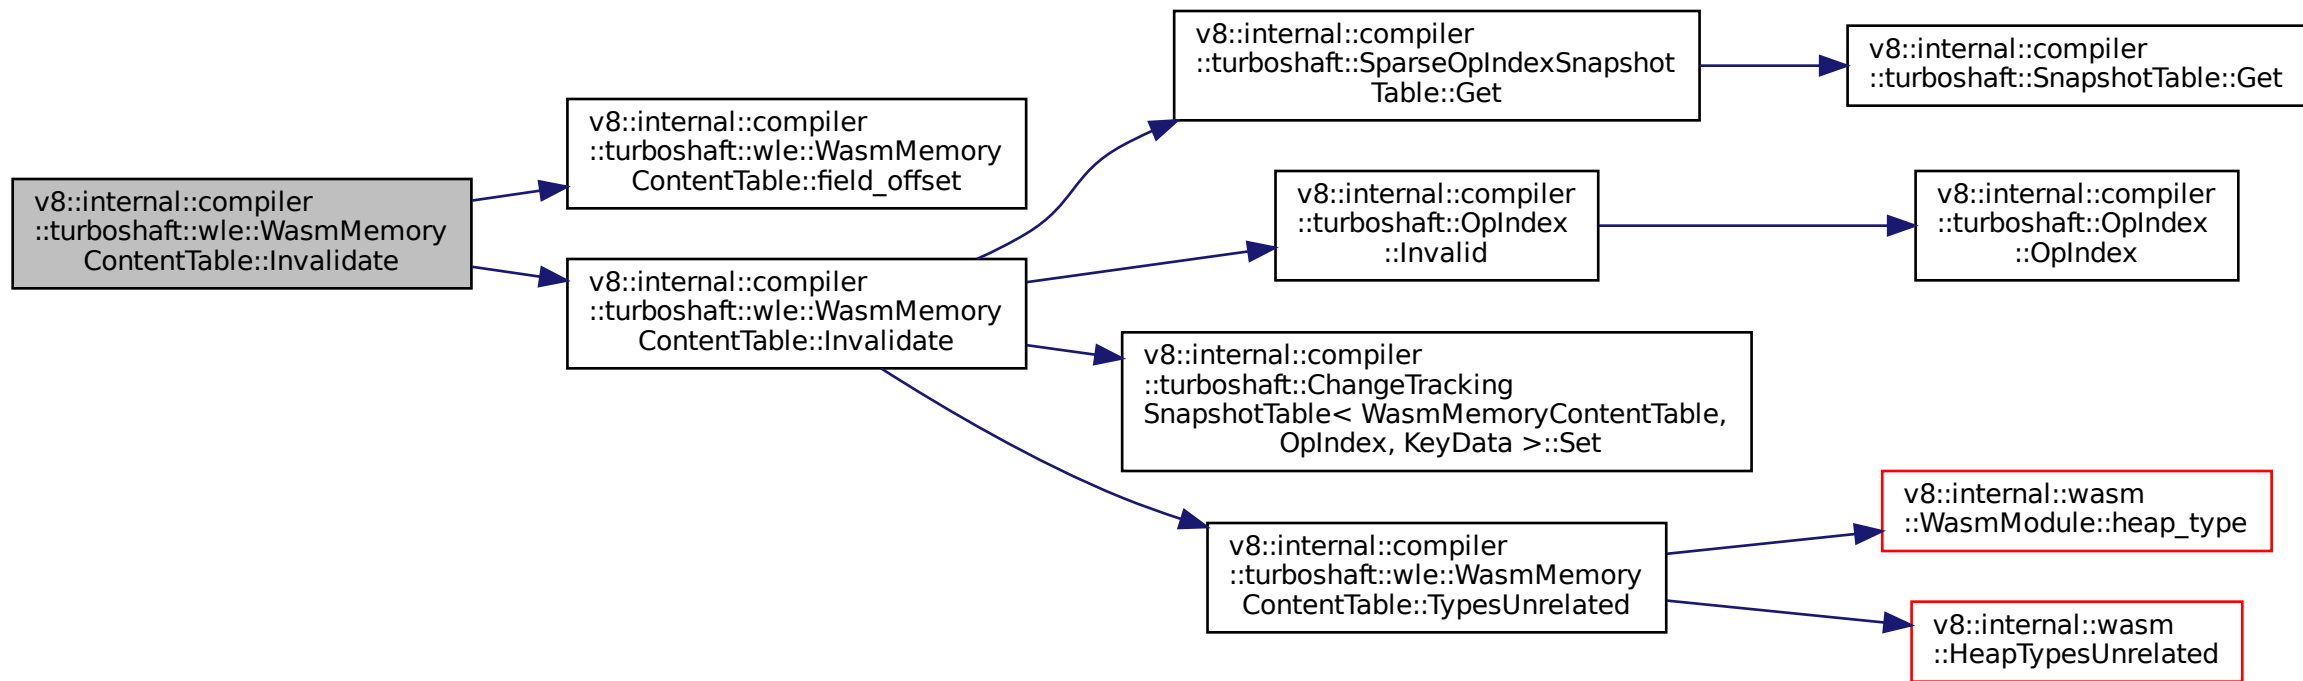 v8::internal::compiler
::turboshaft::wle::WasmMemory
ContentTable::Invalidate
v8::internal::compiler
::turboshaft::wle::WasmMemory
ContentTable::field_offset
v8::internal::compiler
::turboshaft::wle::WasmMemory
ContentTable::Invalidate
v8::internal::compiler
::turboshaft::SparseOpIndexSnapshot
Table::Get
v8::internal::compiler
::turboshaft::SnapshotTable::Get
v8::internal::compiler
::turboshaft::OpIndex
::Invalid
v8::internal::compiler
::turboshaft::OpIndex
::OpIndex
v8::internal::compiler
::turboshaft::ChangeTracking
SnapshotTable< WasmMemoryContentTable,
OpIndex, KeyData >::Set
v8::internal::compiler
::turboshaft::wle::WasmMemory
ContentTable::TypesUnrelated
v8::internal::wasm
::WasmModule::heap_type
v8::internal::wasm
::HeapTypesUnrelated